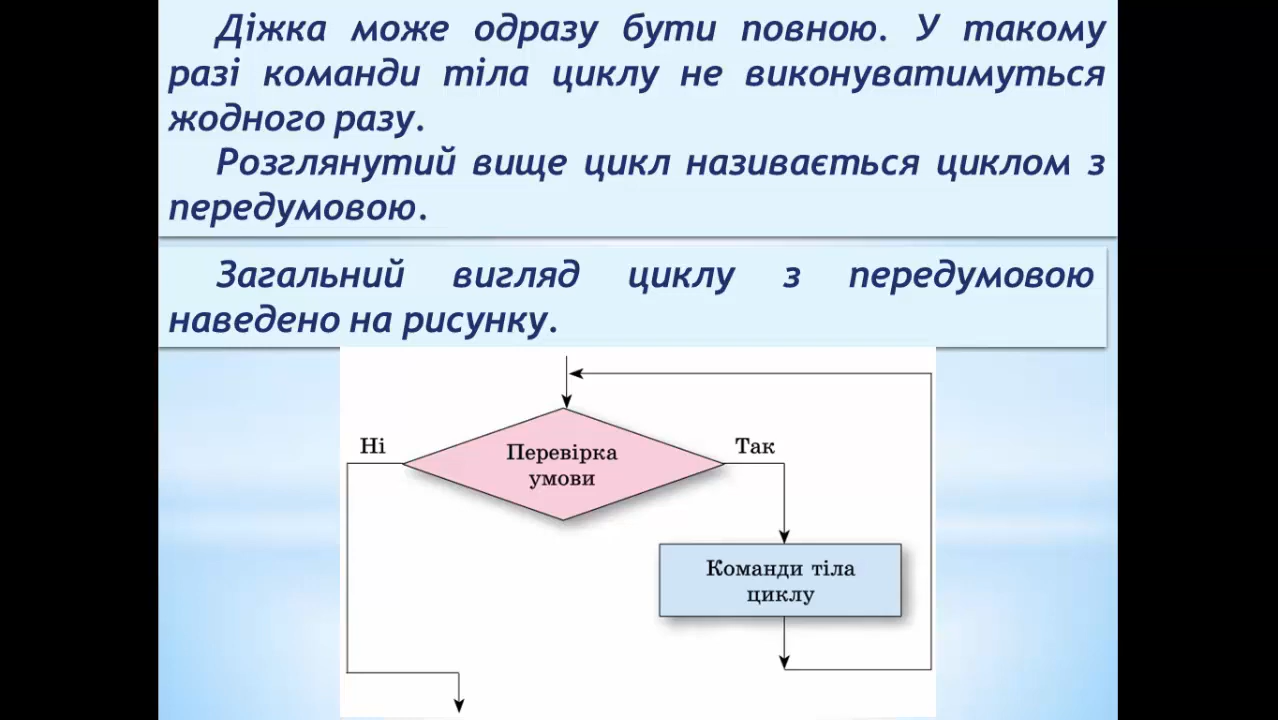 Діжка може одразу бути повною. У такому
разі команди тіла циклу не виконуватимуться
жодного разу.
Розглянутий вище цикл називається циклом з
передумовою.
Загальний вигляд циклу з передумовою
наведено на рисунку.
Ні
Перевірка
умови
Так
Команди тіла
циклу